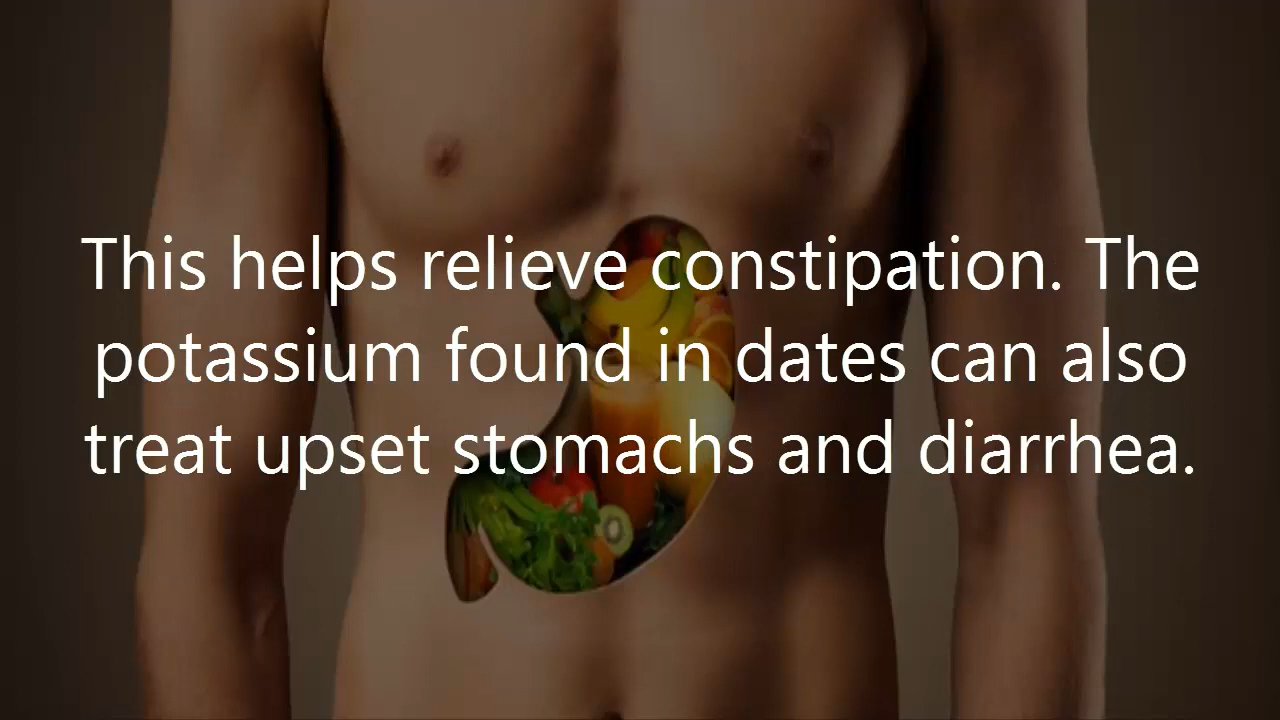 This helps relieve constipation. The
potassium found in dates can also
treat upset stomachs and diarrhea.